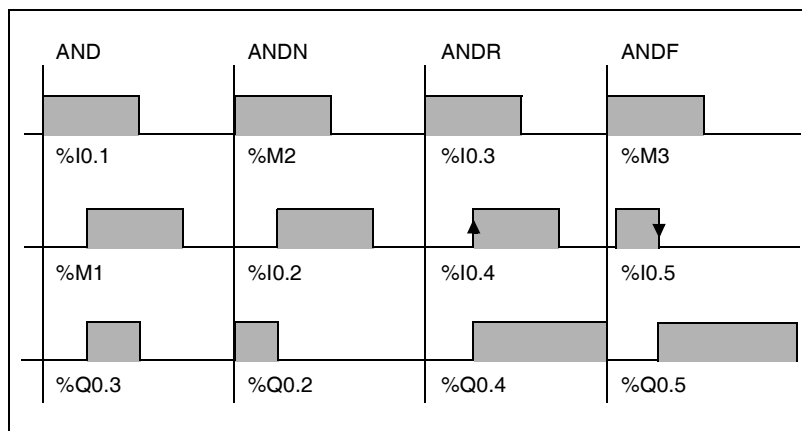 AND ANDN ANDR ANDF
%I0.1 %M2 %I0.3 %M3
%M1 %I0.2 %I0.4 %I0.5
%Q0.3 %Q0.2 %Q0.4 %Q0.5